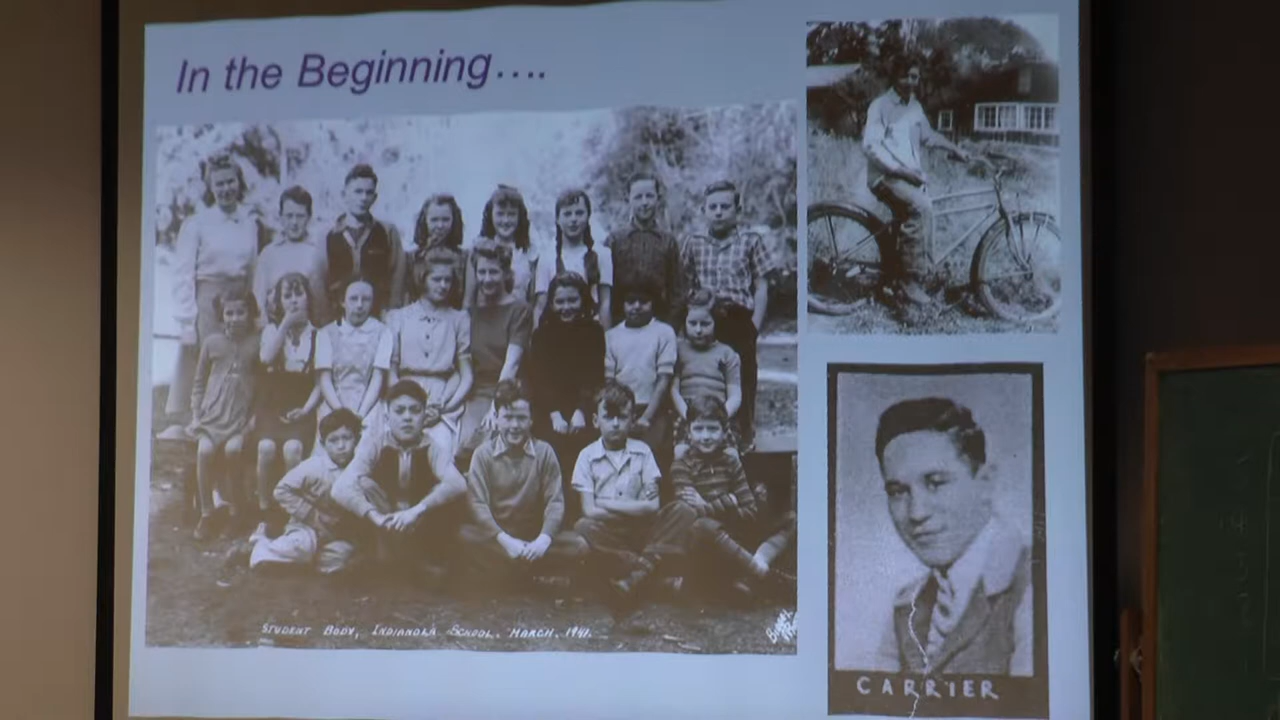 In the Beginning....
STUDENT BODY, INDIANOLA SCHOOL. MARCH. 1941.
CARRIER